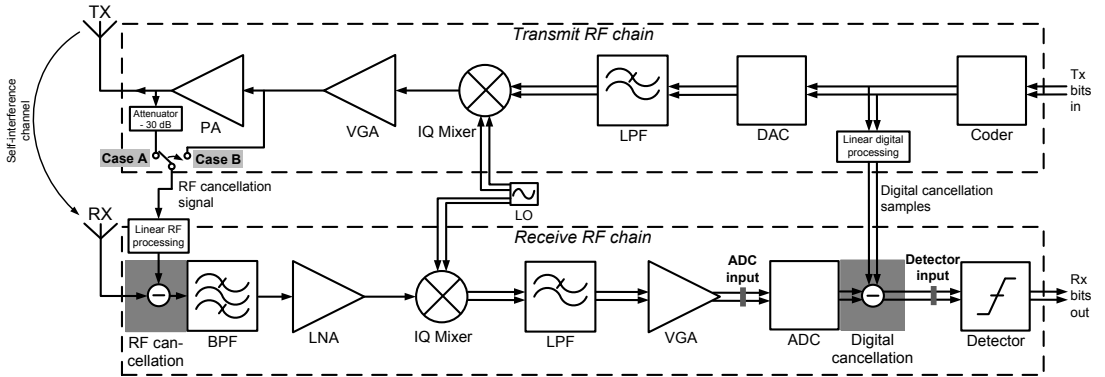 TX
Transmit RF chain
Tx
bits
in
Self-interference
channel
Attenuator
- 30 dB
PA
VGA
IQ Mixer
LPF
DAC
Coder
Case A
Case B
Linear digital
processing
RF cancellation
signal
LO
Digital cancellation
samples
RX
Linear RF
processing
Receive RF chain
ADC
input
Detector
input
Rx
bits
out
RF can-
cellation
BPF
LNA
IQ Mixer
LPF
VGA
ADC
Digital
cancellation
Detector